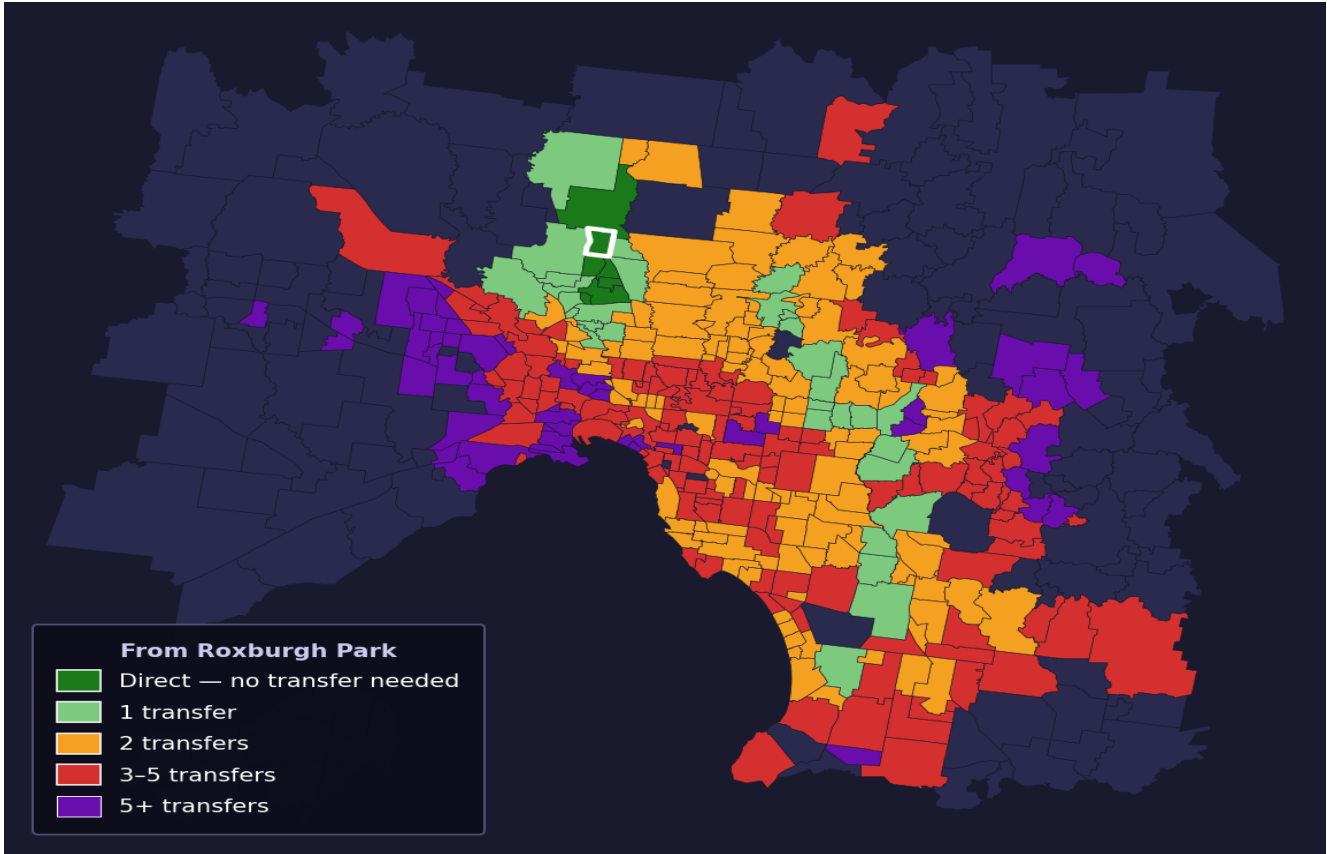 From Roxburgh Park
Direct — no transfer needed
1 transfer
2 transfers
3–5 transfers
5+ transfers